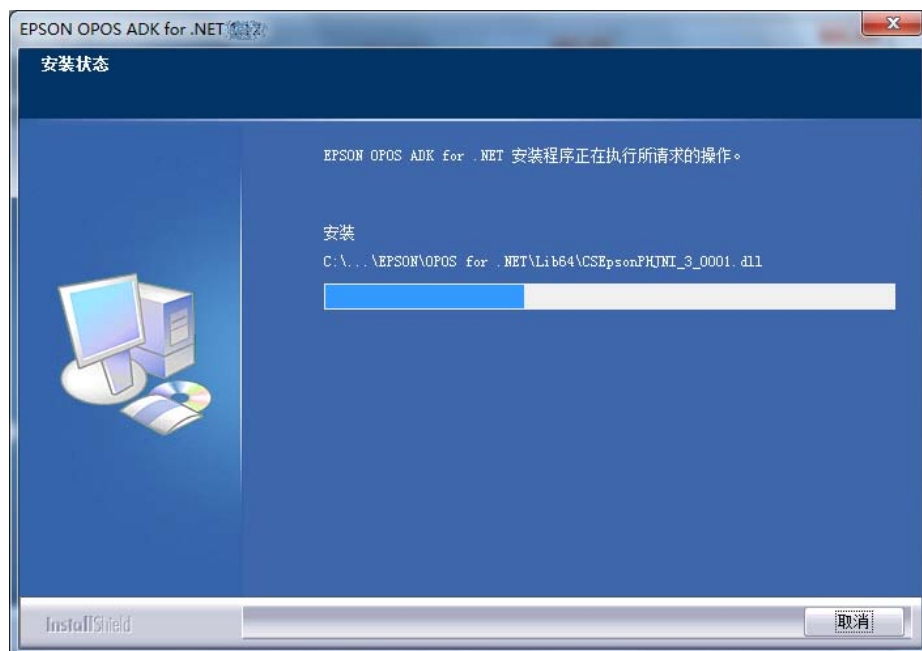 EPSON OPOS ADK for .NET
安装状态
EPSON OPOS ADK for .NET 安装程序正在执行所请求的操作。
安装
C:\...\EPSON\OPOS for .NET\Lib64\CSEpsonPHJNI_3_0001.dll
InstallShield
取消